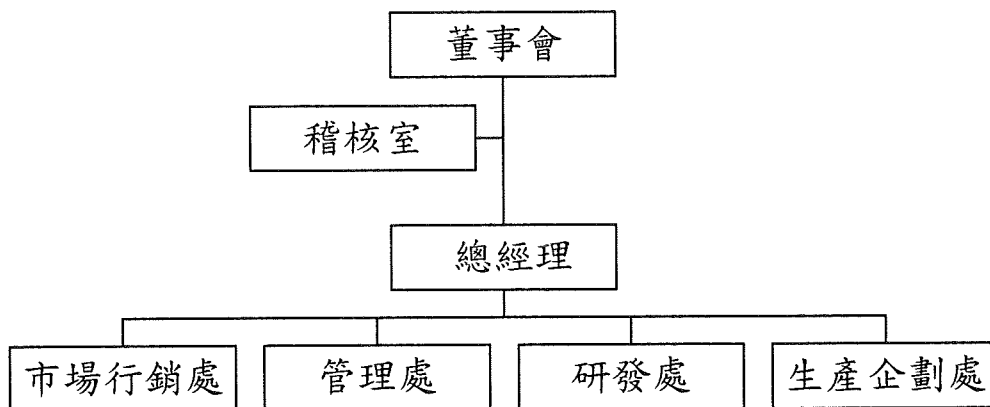 董事會
稽核室
總經理
市場行銷處
管理處
研發處
生產企劃處